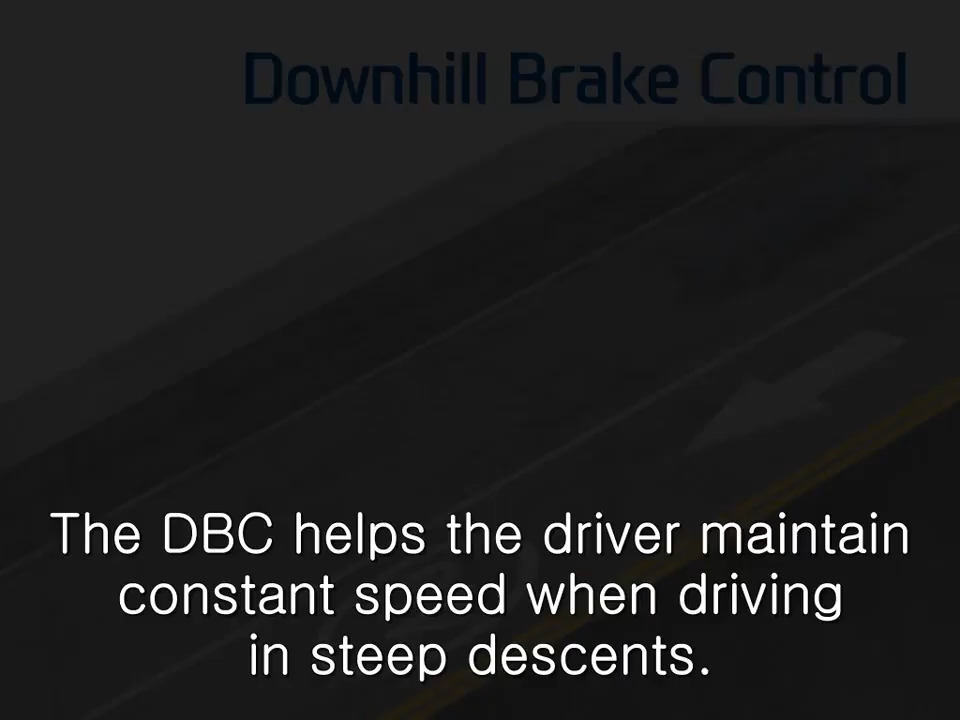 Downhill Brake Control
The DBC helps the driver maintain
constant speed when driving
in steep descents.